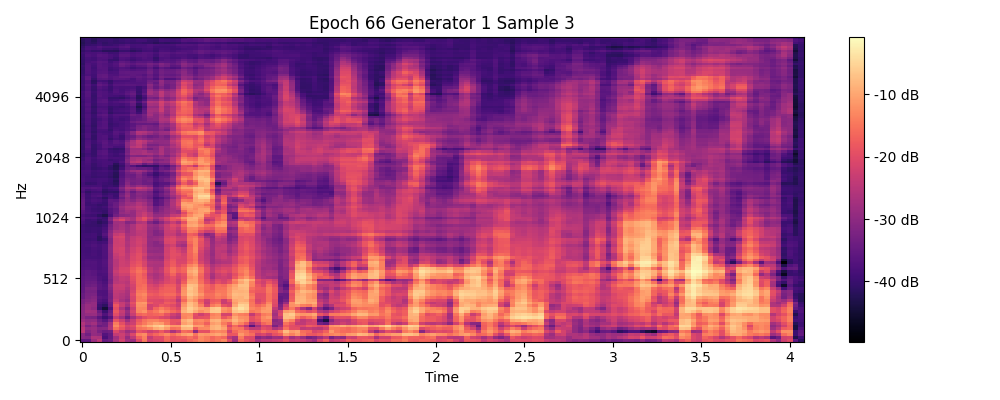 Epoch 66 Generator 1 Sample 3
Hz
4096
2048
1024
512
0
0 0.5 1 1.5 2 2.5 3 3.5 4
Time
-10 dB
-20 dB
-30 dB
-40 dB